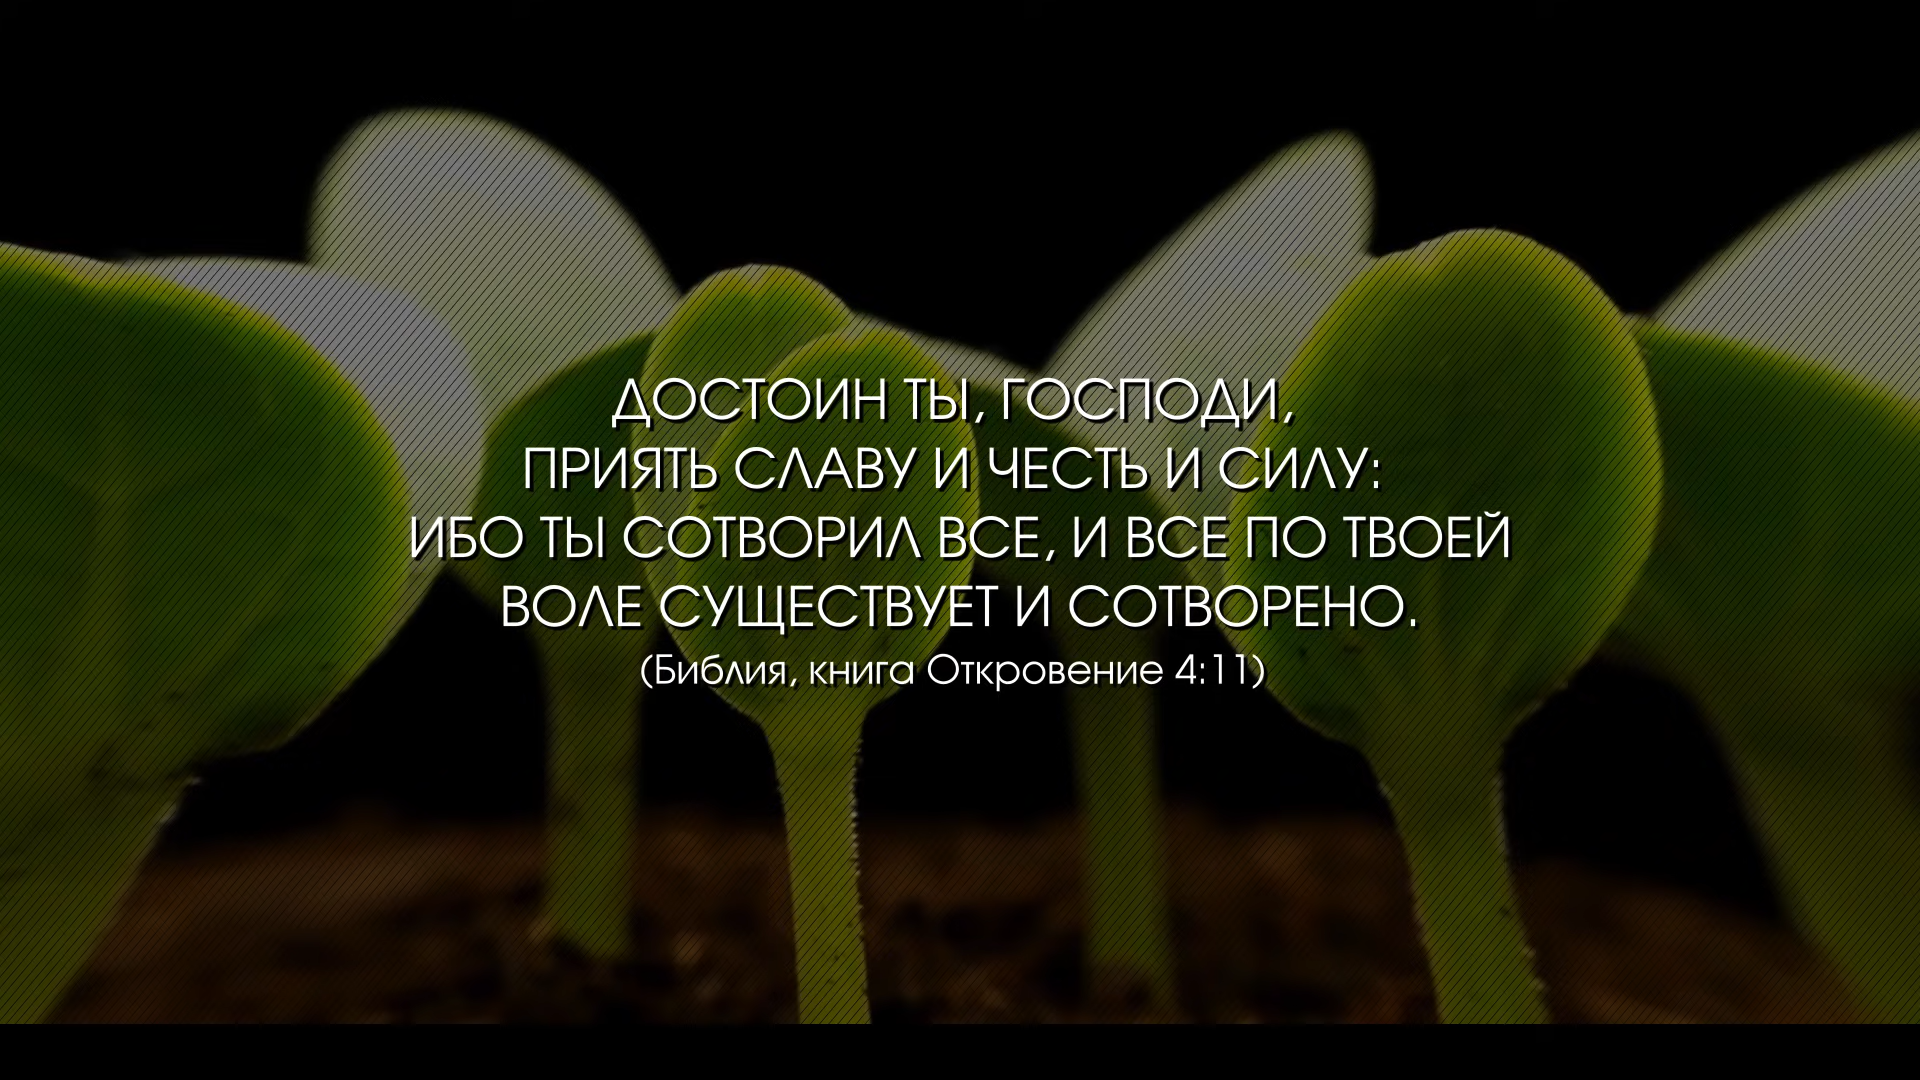 ДОСТОИН ТЫ, ГОСПОДИ,
ПРИЯТЬ СЛАВУ И ЧЕСТЬ И СИЛУ:
ИБО ТЫ СОТВОРИЛ ВСЕ, И ВСЕ ПО ТВОЕЙ
ВОЛЕ СУЩЕСТВУЕТ И СОТВОРЕНО.
(Библия, книга Откровение 4:11)